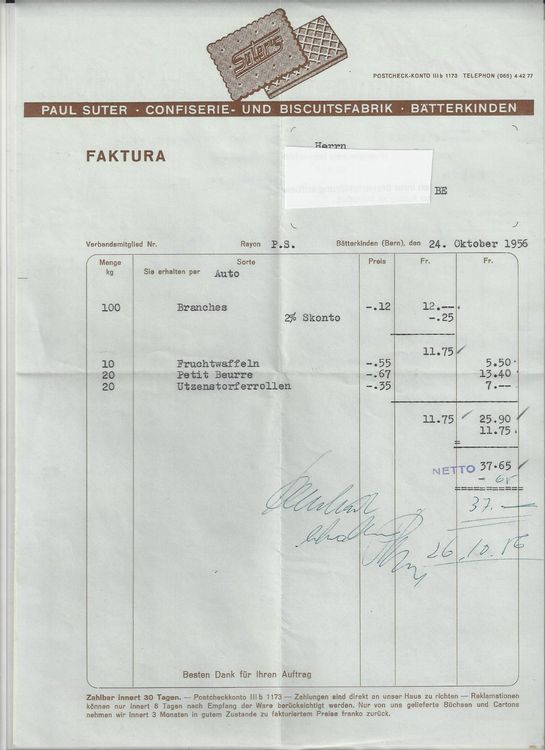 Suter's
POSTCHECK-KONTO III b 1173 TELEPHON (065) 4 42 77
PAUL SUTER · CONFISERIE- UND BISCUITSFABRIK · BÄTTERKINDEN
FAKTURA
Herrn
BE
Verbandsmitglied Nr. Rayon P.S. Bätterkinden (Bern), den 24. Oktober 1956
Menge kg Sorte Preis Fr. Fr.
Sie erhalten per Auto
100 Branches -.12 12.--
2% Skonto -.25
11.75
10 Fruchtwaffeln -.55 5.50
20 Petit Beurre -.67 13.40
20 Utzenstorferrollen -.35 7.--
11.75 25.90
11.75
NETTO 37.65
- 65
37.—
26.10.56
Besten Dank für Ihren Auftrag
Zahlbar innert 30 Tagen. — Postcheckkonto III b 1173 — Zahlungen sind direkt an unser Haus zu richten — Reklamationen
können nur innert 8 Tagen nach Empfang der Ware berücksichtigt werden. Nur von uns gelieferte Büchsen und Cartons
nehmen wir innert 3 Monaten in gutem Zustande zu fakturiertem Preise franko zurück.